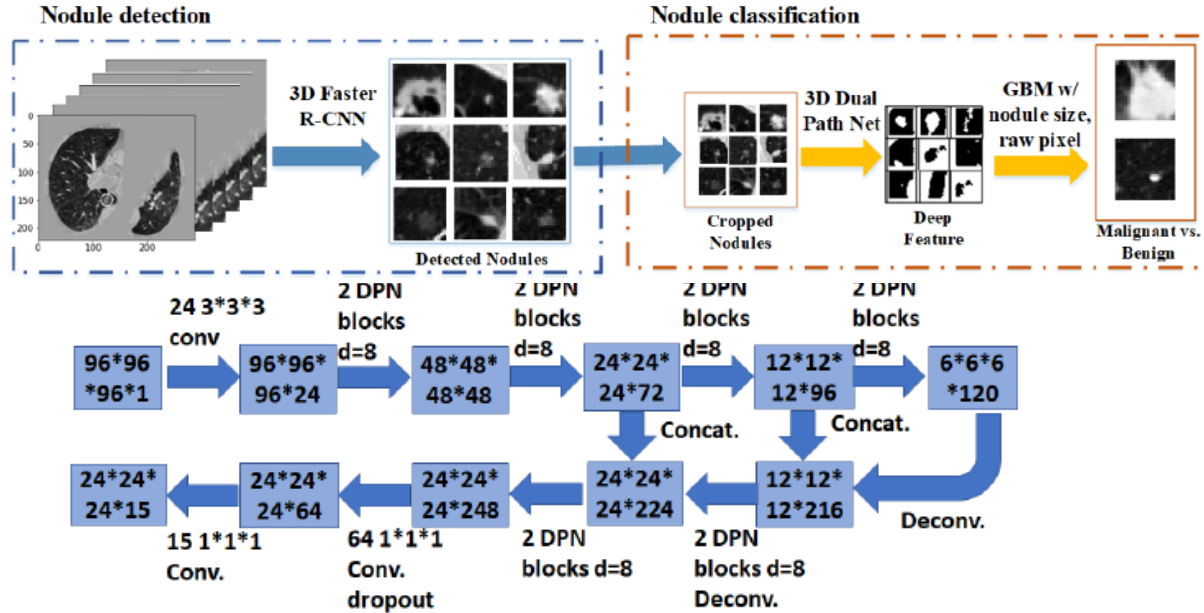 Nodule detection
Nodule classification
3D Faster
R-CNN
0
50
100
150
200
0
100
200
Detected Nodules
Cropped
Nodules
3D Dual
Path Net
Deep
Feature
GBM w/
nodule size,
raw pixel
Malignant vs.
Benign
24 3*3*3
conv
2 DPN
blocks
d=8
2 DPN
blocks
d=8
2 DPN
blocks
d=8
2 DPN
blocks
d=8
96*96
*96*1
96*96*
96*24
48*48*
48*48
24*24*
24*72
12*12*
12*96
6*6*6
*120
Concat.
Concat.
24*24*
24*15
24*24*
24*64
24*24*
24*248
24*24*
24*224
12*12*
12*216
Deconv.
15 1*1*1
Conv.
64 1*1*1
Conv.
dropout
2 DPN
blocks d=8
2 DPN
blocks d=8
Deconv.